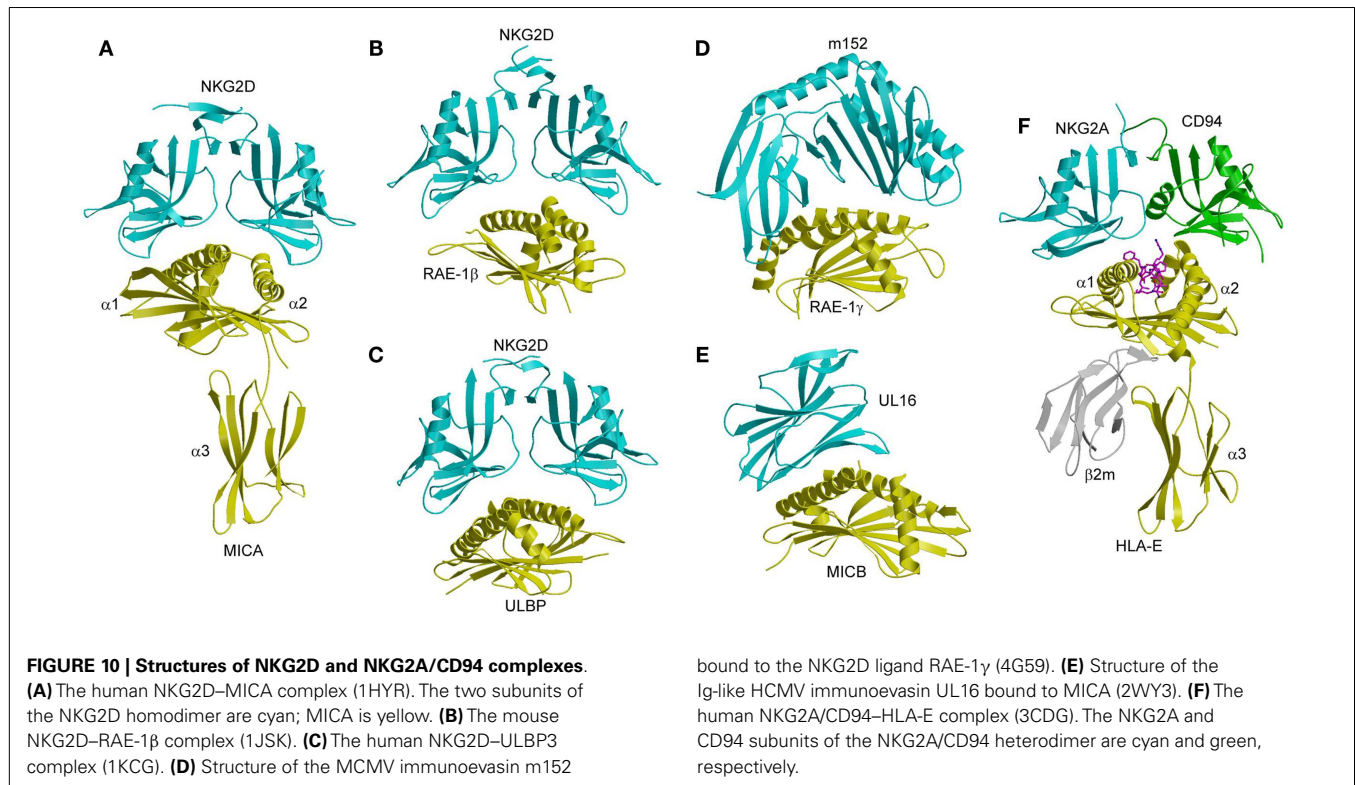 A
NKG2D
α1
α2
α3
MICA
B
NKG2D
RAE-1β
C
NKG2D
ULBP
D
m152
RAE-1γ
E
UL16
MICB
F
NKG2A
CD94
α1
α2
β2m
α3
HLA-E
FIGURE 10 | Structures of NKG2D and NKG2A/CD94 complexes.
(A) The human NKG2D–MICA complex (1HYR). The two subunits of
the NKG2D homodimer are cyan; MICA is yellow. (B) The mouse
NKG2D–RAE-1β complex (1JSK). (C) The human NKG2D–ULBP3
complex (1KCG). (D) Structure of the MCMV immunoevasin m152
bound to the NKG2D ligand RAE-1γ (4G59). (E) Structure of the
Ig-like HCMV immunoevasin UL16 bound to MICA (2WY3). (F) The
human NKG2A/CD94–HLA-E complex (3CDG). The NKG2A and
CD94 subunits of the NKG2A/CD94 heterodimer are cyan and green,
respectively.